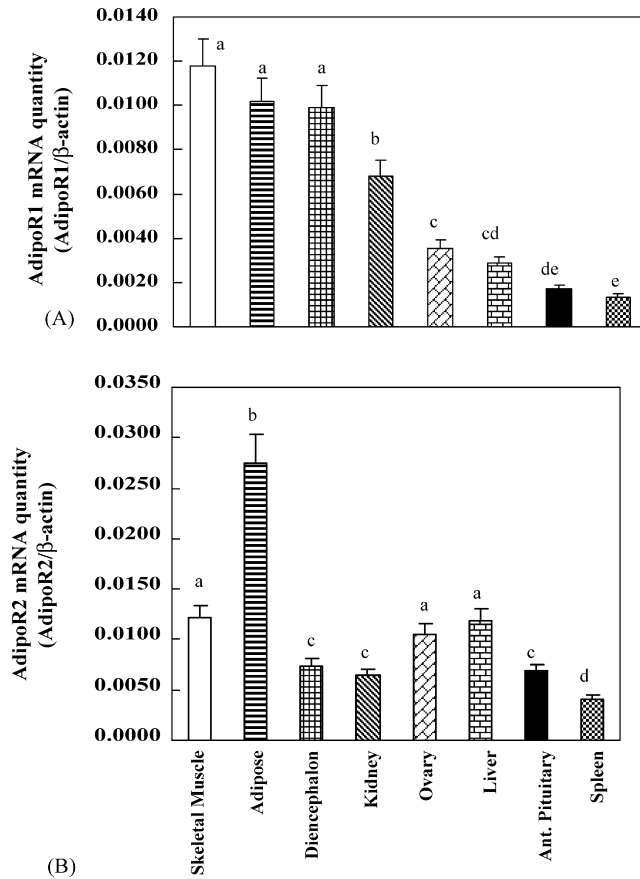 AdipoR1 mRNA quantity
(AdipoR1/β-actin)
0.0140
0.0120
0.0100
0.0080
0.0060
0.0040
0.0020
0.0000
a
a
a
b
c
cd
de
e
(A)
AdipoR2 mRNA quantity
(AdipoR2/β-actin)
0.0350
0.0300
0.0250
0.0200
0.0150
0.0100
0.0050
0.0000
a
b
c
c
a
a
c
d
Skeletal Muscle
Adipose
Diencephalon
Kidney
Ovary
Liver
Ant. Pituitary
Spleen
(B)